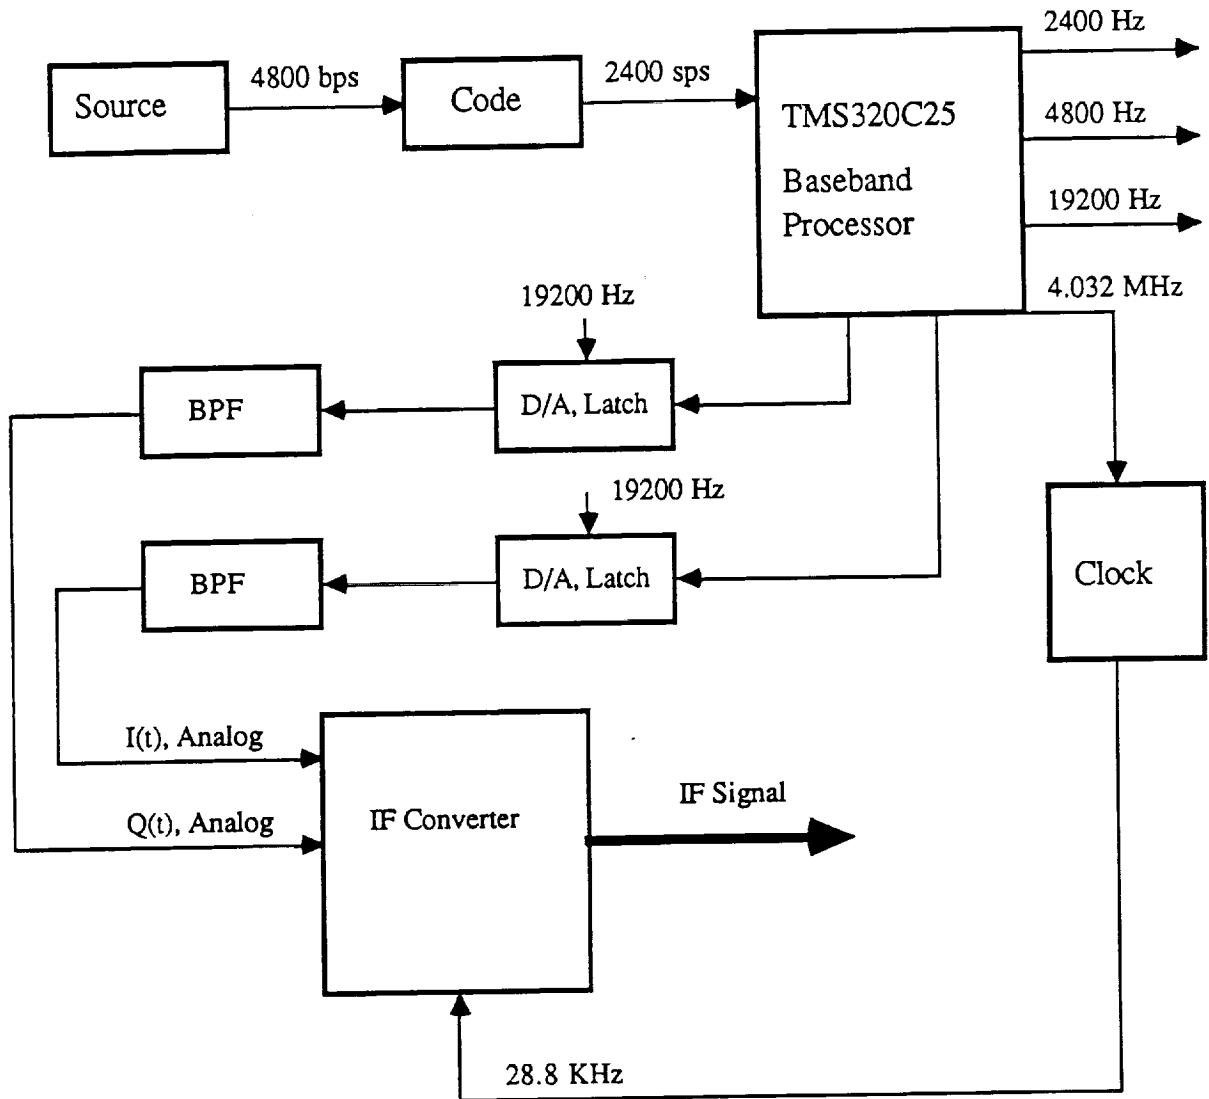 2400 Hz
4800 bps
2400 sps
Source
Code
TMS320C25
4800 Hz
Baseband
Processor
19200 Hz
4.032 MHz
19200 Hz
BPF
D/A, Latch
19200 Hz
BPF
D/A, Latch
Clock
I(t), Analog
IF Signal
Q(t), Analog
IF Converter
28.8 KHz